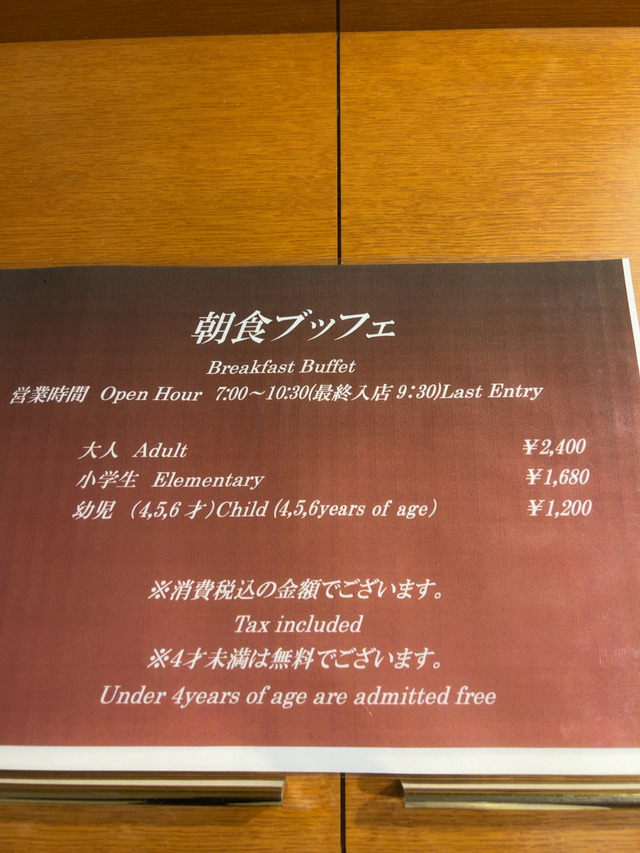 朝食ブッフェ
Breakfast Buffet
営業時間 Open Hour 7:00～10:30(最終入店 9:30)Last Entry
大人 Adult ￥2,400
小学生 Elementary ￥1,680
幼児 (4,5,6 才)Child (4,5,6years of age) ￥1,200
※消費税込の金額でございます。
Tax included
※4才未満は無料でございます。
Under 4years of age are admitted free